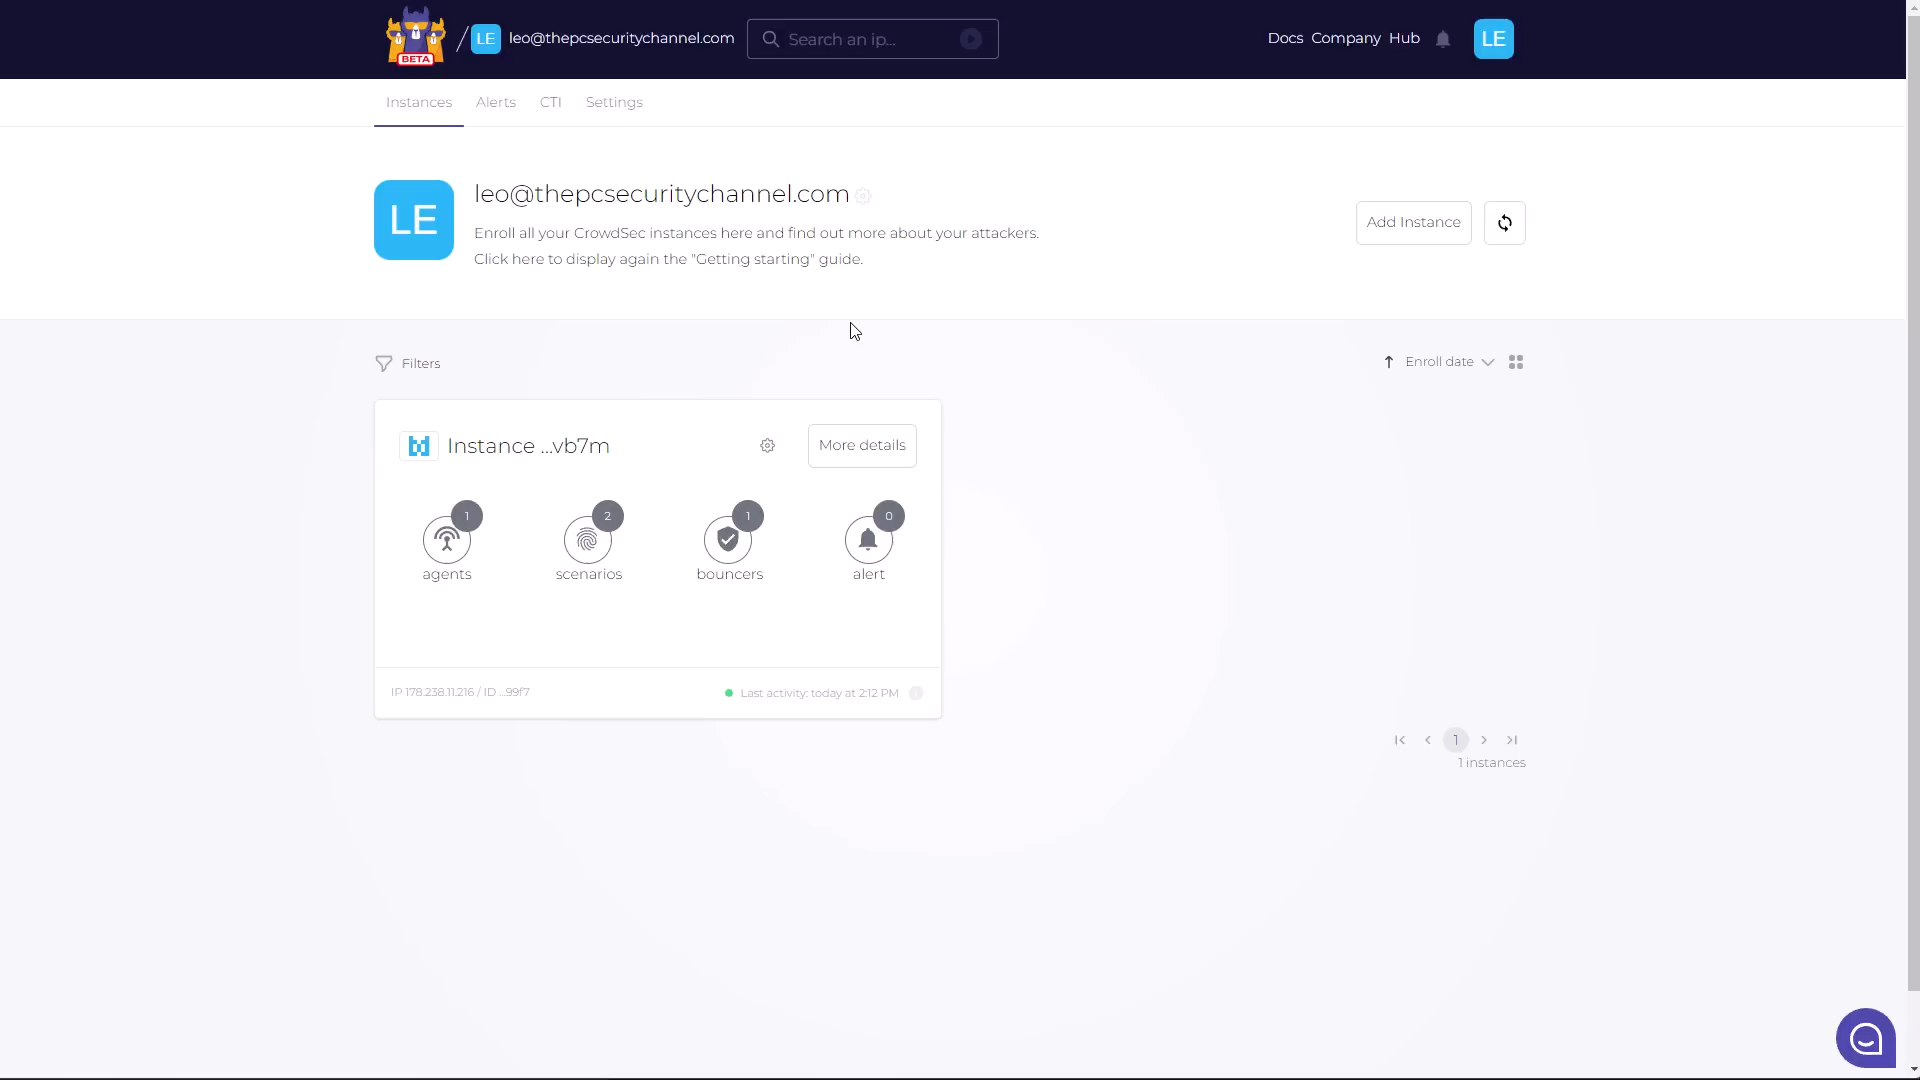 BETA
LE
leo@thepcsecuritychannel.com
Search an ip...
Docs
Company
Hub
LE
Instances
Alerts
CTI
Settings
LE
leo@thepcsecuritychannel.com
Enroll all your CrowdSec instances here and find out more about your attackers.
Click here to display again the "Getting starting" guide.
Add Instance
Filters
Enroll date
Instance ...vb7m
More details
1
2
1
0
agents
scenarios
bouncers
alert
IP 178.238.11.216 / ID ...99f7
Last activity: today at 2:12 PM
1
1 instances